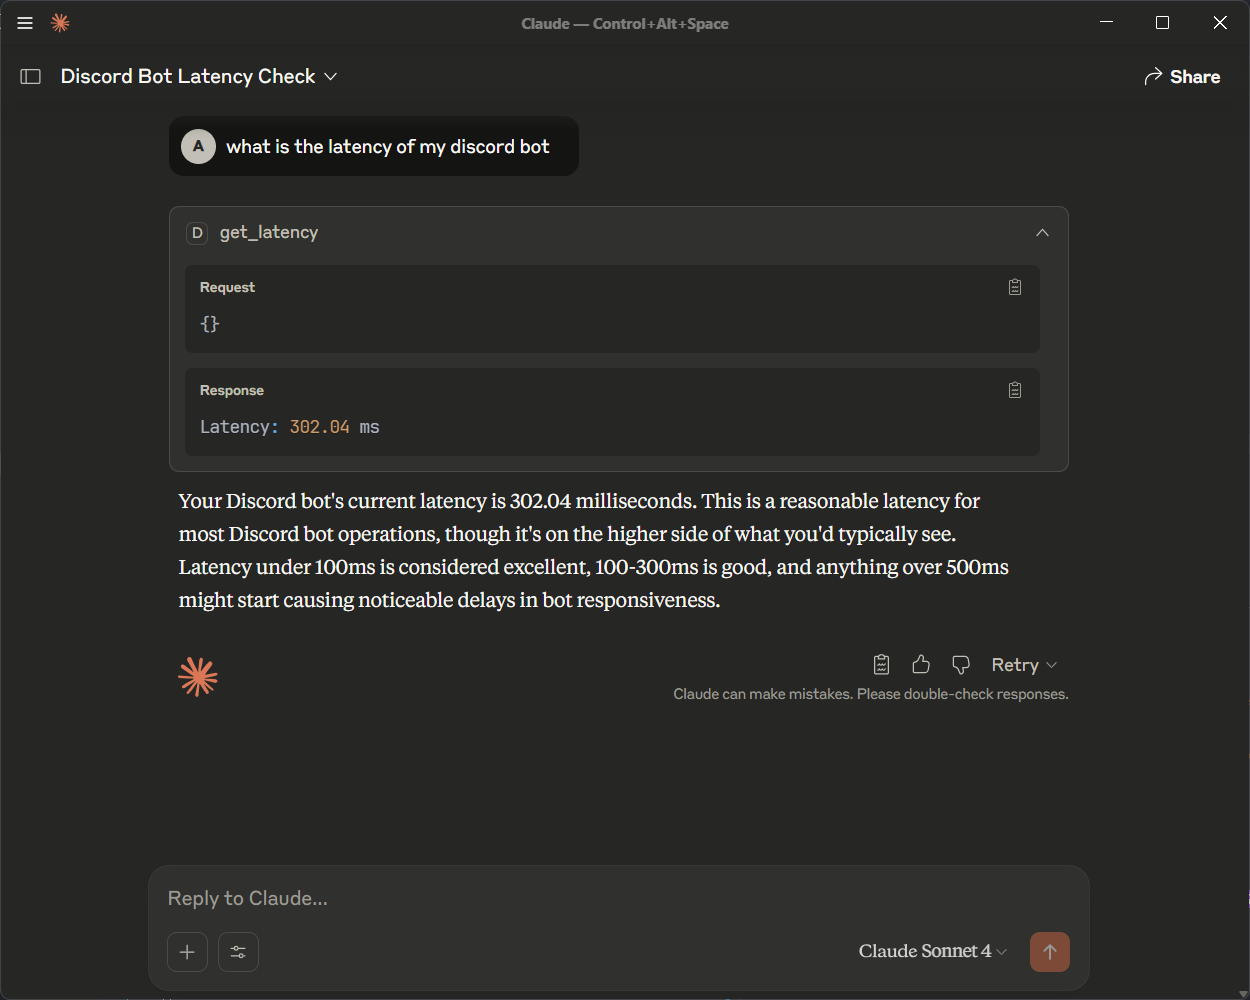 Claude — Control+Alt+Space
Discord Bot Latency Check
Share
A
what is the latency of my discord bot
D
get_latency
Request
{}
Response
Latency: 302.04 ms
Your Discord bot's current latency is 302.04 milliseconds. This is a reasonable latency for
most Discord bot operations, though it's on the higher side of what you'd typically see.
Latency under 100ms is considered excellent, 100-300ms is good, and anything over 500ms
might start causing noticeable delays in bot responsiveness.
Retry
Claude can make mistakes. Please double-check responses.
Reply to Claude...
Claude Sonnet 4